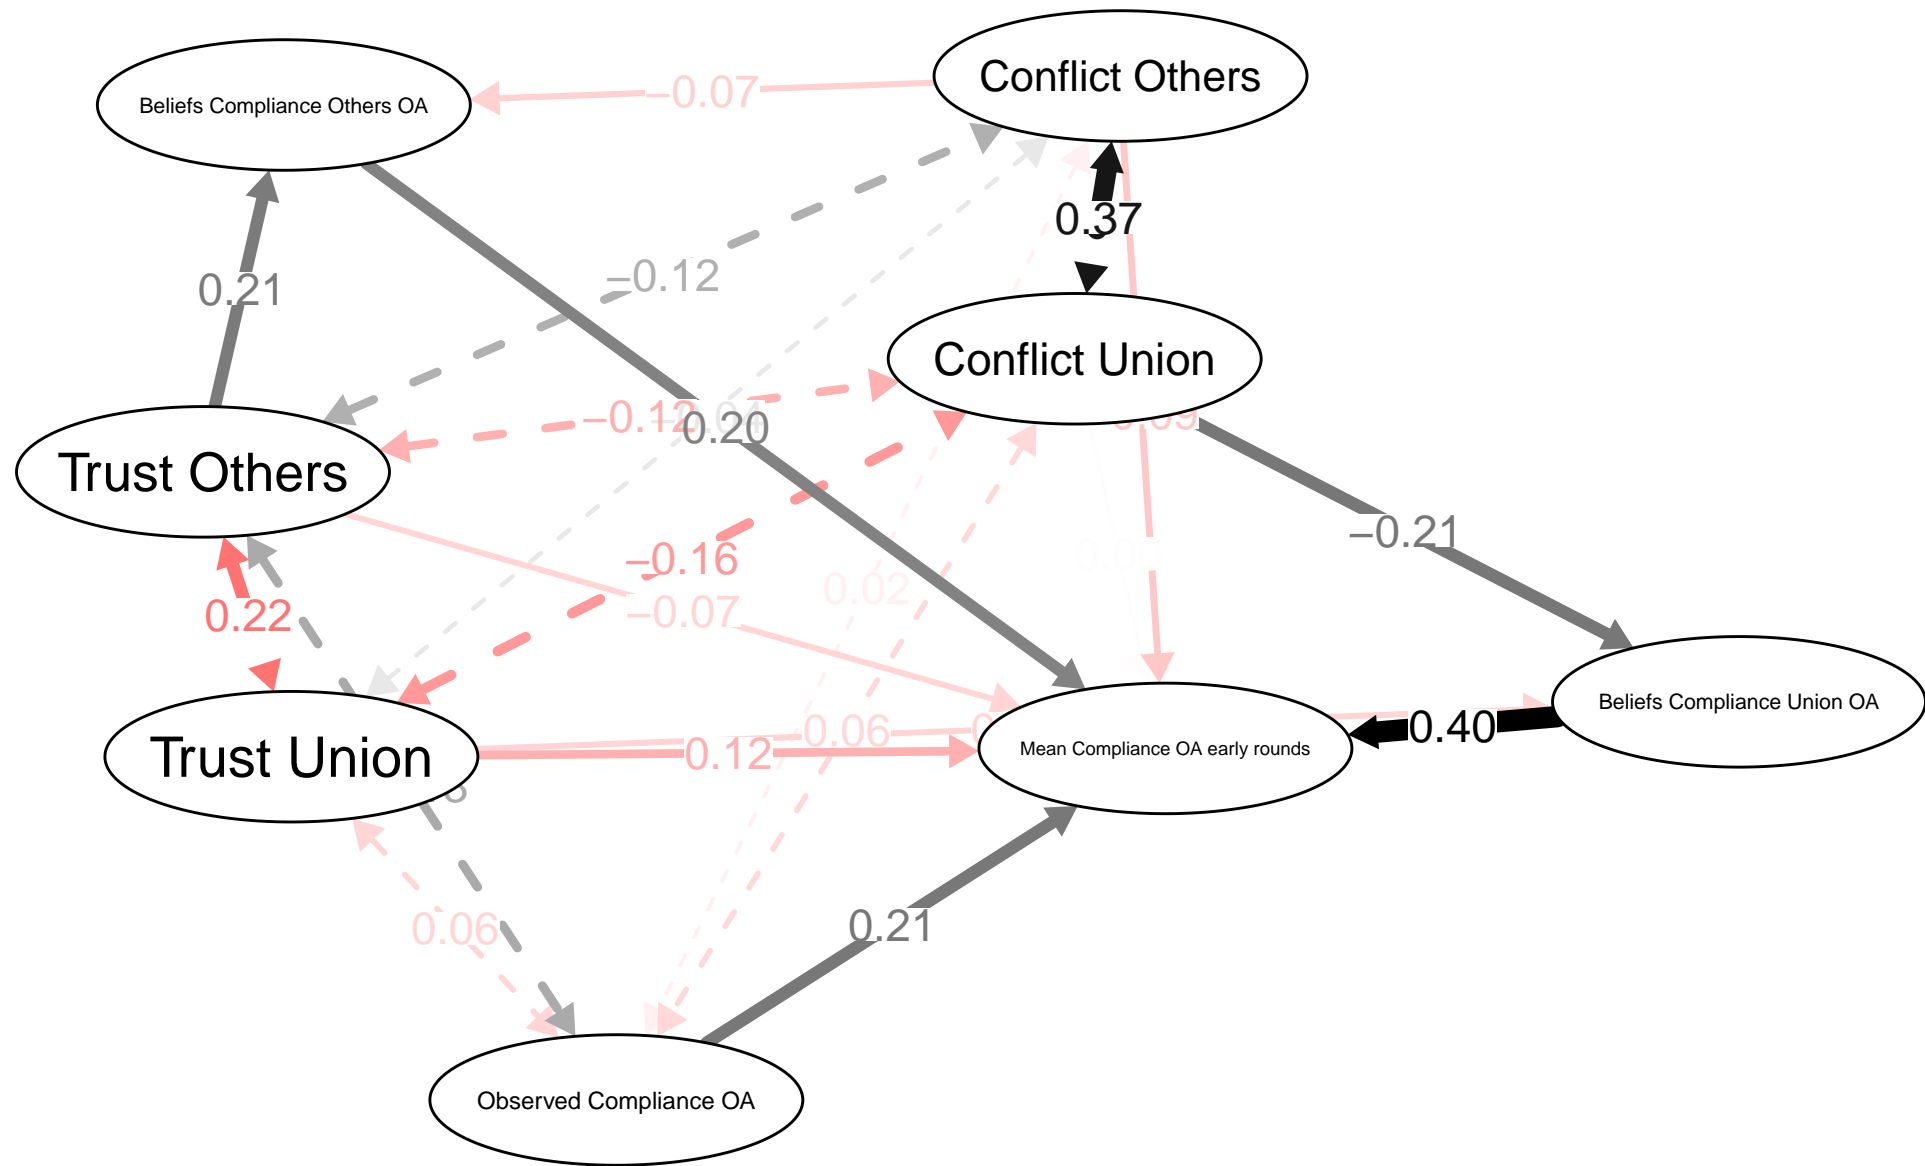 Conflict Others
Beliefs Compliance Others OA
−0.07
0.37
−0.12
0.21
Conflict Union
−0.12
0.20
Trust Others
−0.21
−0.16
0.02
−0.07
0.22
Beliefs Compliance Union OA
0.06
0.40
Mean Compliance OA early rounds
0.12
Trust Union
0.21
0.06
Observed Compliance OA